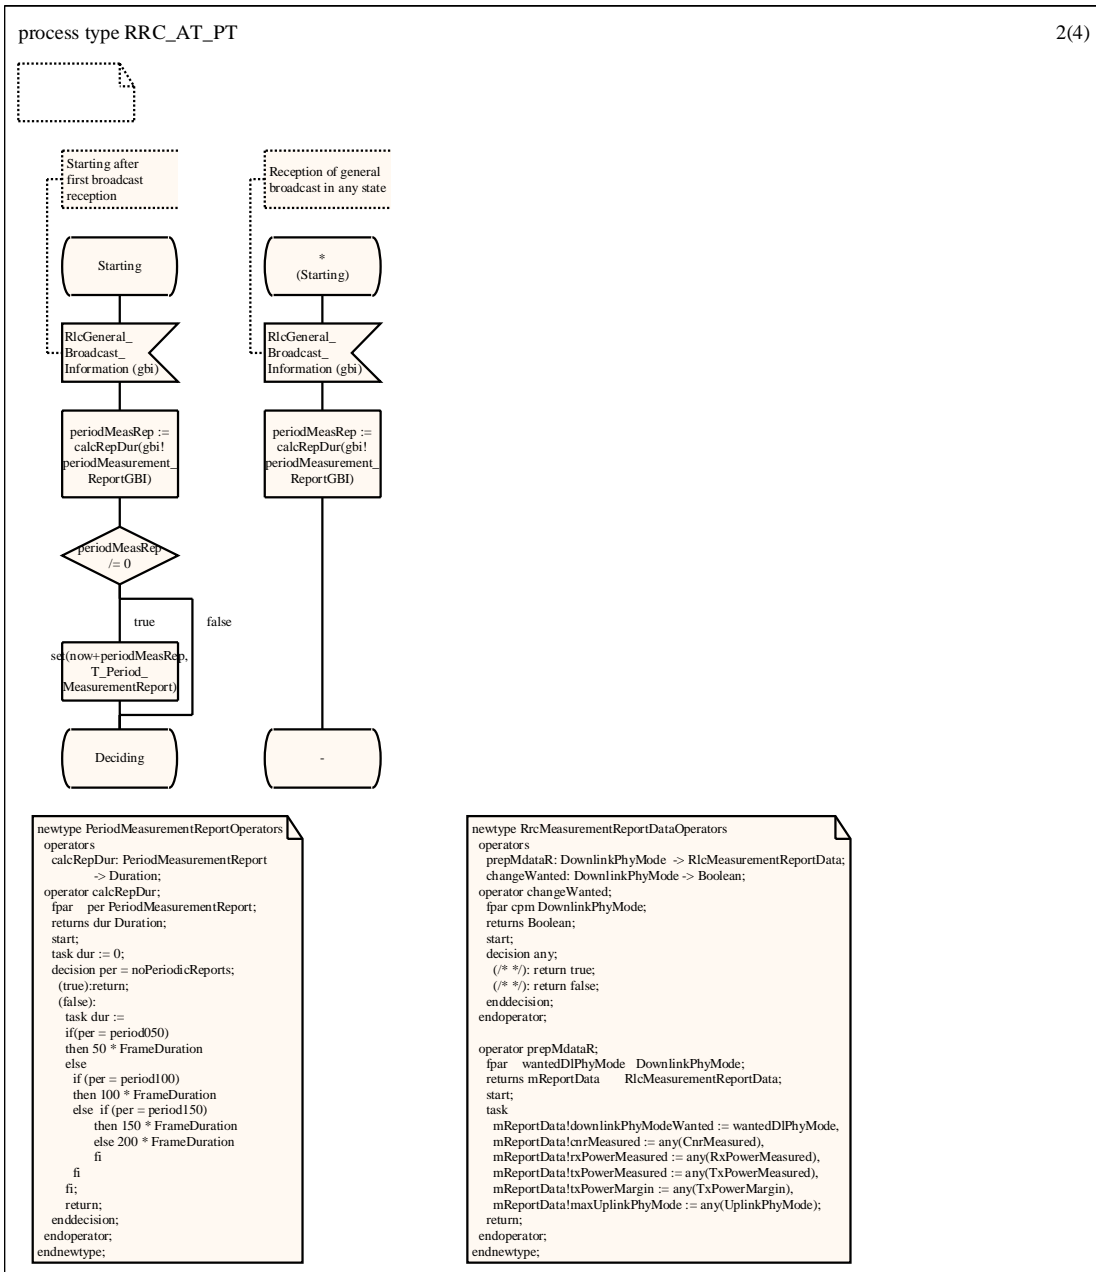 process type RRC_AT_PT
2(4)
Starting after
first broadcast
reception
Starting
RlcGeneral_
Broadcast_
Information (gbi)
periodMeasRep :=
calcRepDur(gbi!
periodMeasurement_
ReportGBI)
periodMeasRep
/= 0
true
false
set(now+periodMeasRep,
T_Period_
MeasurementReport)
Deciding
Reception of general
broadcast in any state
*
(Starting)
RlcGeneral_
Broadcast_
Information (gbi)
periodMeasRep :=
calcRepDur(gbi!
periodMeasurement_
ReportGBI)
-
newtype PeriodMeasurementReportOperators
operators
calcRepDur: PeriodMeasurementReport
-> Duration;
operator calcRepDur;
fpar per PeriodMeasurementReport;
returns dur Duration;
start;
task dur := 0;
decision per = noPeriodicReports;
(true):return;
(false):
task dur :=
if(per = period050)
then 50 * FrameDuration
else
if (per = period100)
then 100 * FrameDuration
else if (per = period150)
then 150 * FrameDuration
else 200 * FrameDuration
fi
fi
fi;
return;
enddecision;
endoperator;
endnewtype;
newtype RrcMeasurementReportDataOperators
operators
prepMdataR: DownlinkPhyMode -> RlcMeasurementReportData;
changeWanted: DownlinkPhyMode -> Boolean;
operator changeWanted;
fpar cpm DownlinkPhyMode;
returns Boolean;
start;
decision any;
(/* */): return true;
(/* */): return false;
enddecision;
endoperator;
operator prepMdataR;
fpar wantedDlPhyMode DownlinkPhyMode;
returns mReportData RlcMeasurementReportData;
start;
task
mReportData!downlinkPhyModeWanted := wantedDlPhyMode,
mReportData!cnrMeasured := any(CnrMeasured),
mReportData!rxPowerMeasured := any(RxPowerMeasured),
mReportData!txPowerMeasured := any(TxPowerMeasured),
mReportData!txPowerMargin := any(TxPowerMargin),
mReportData!maxUplinkPhyMode := any(UplinkPhyMode);
return;
endoperator;
endnewtype;